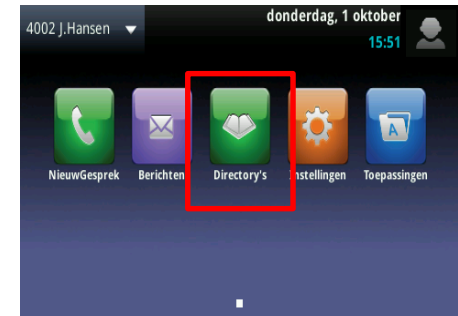 4002 J.Hansen
donderdag, 1 oktober
15:51
NieuwGesprek Berichten Directory's Instellingen Toepassingen
A